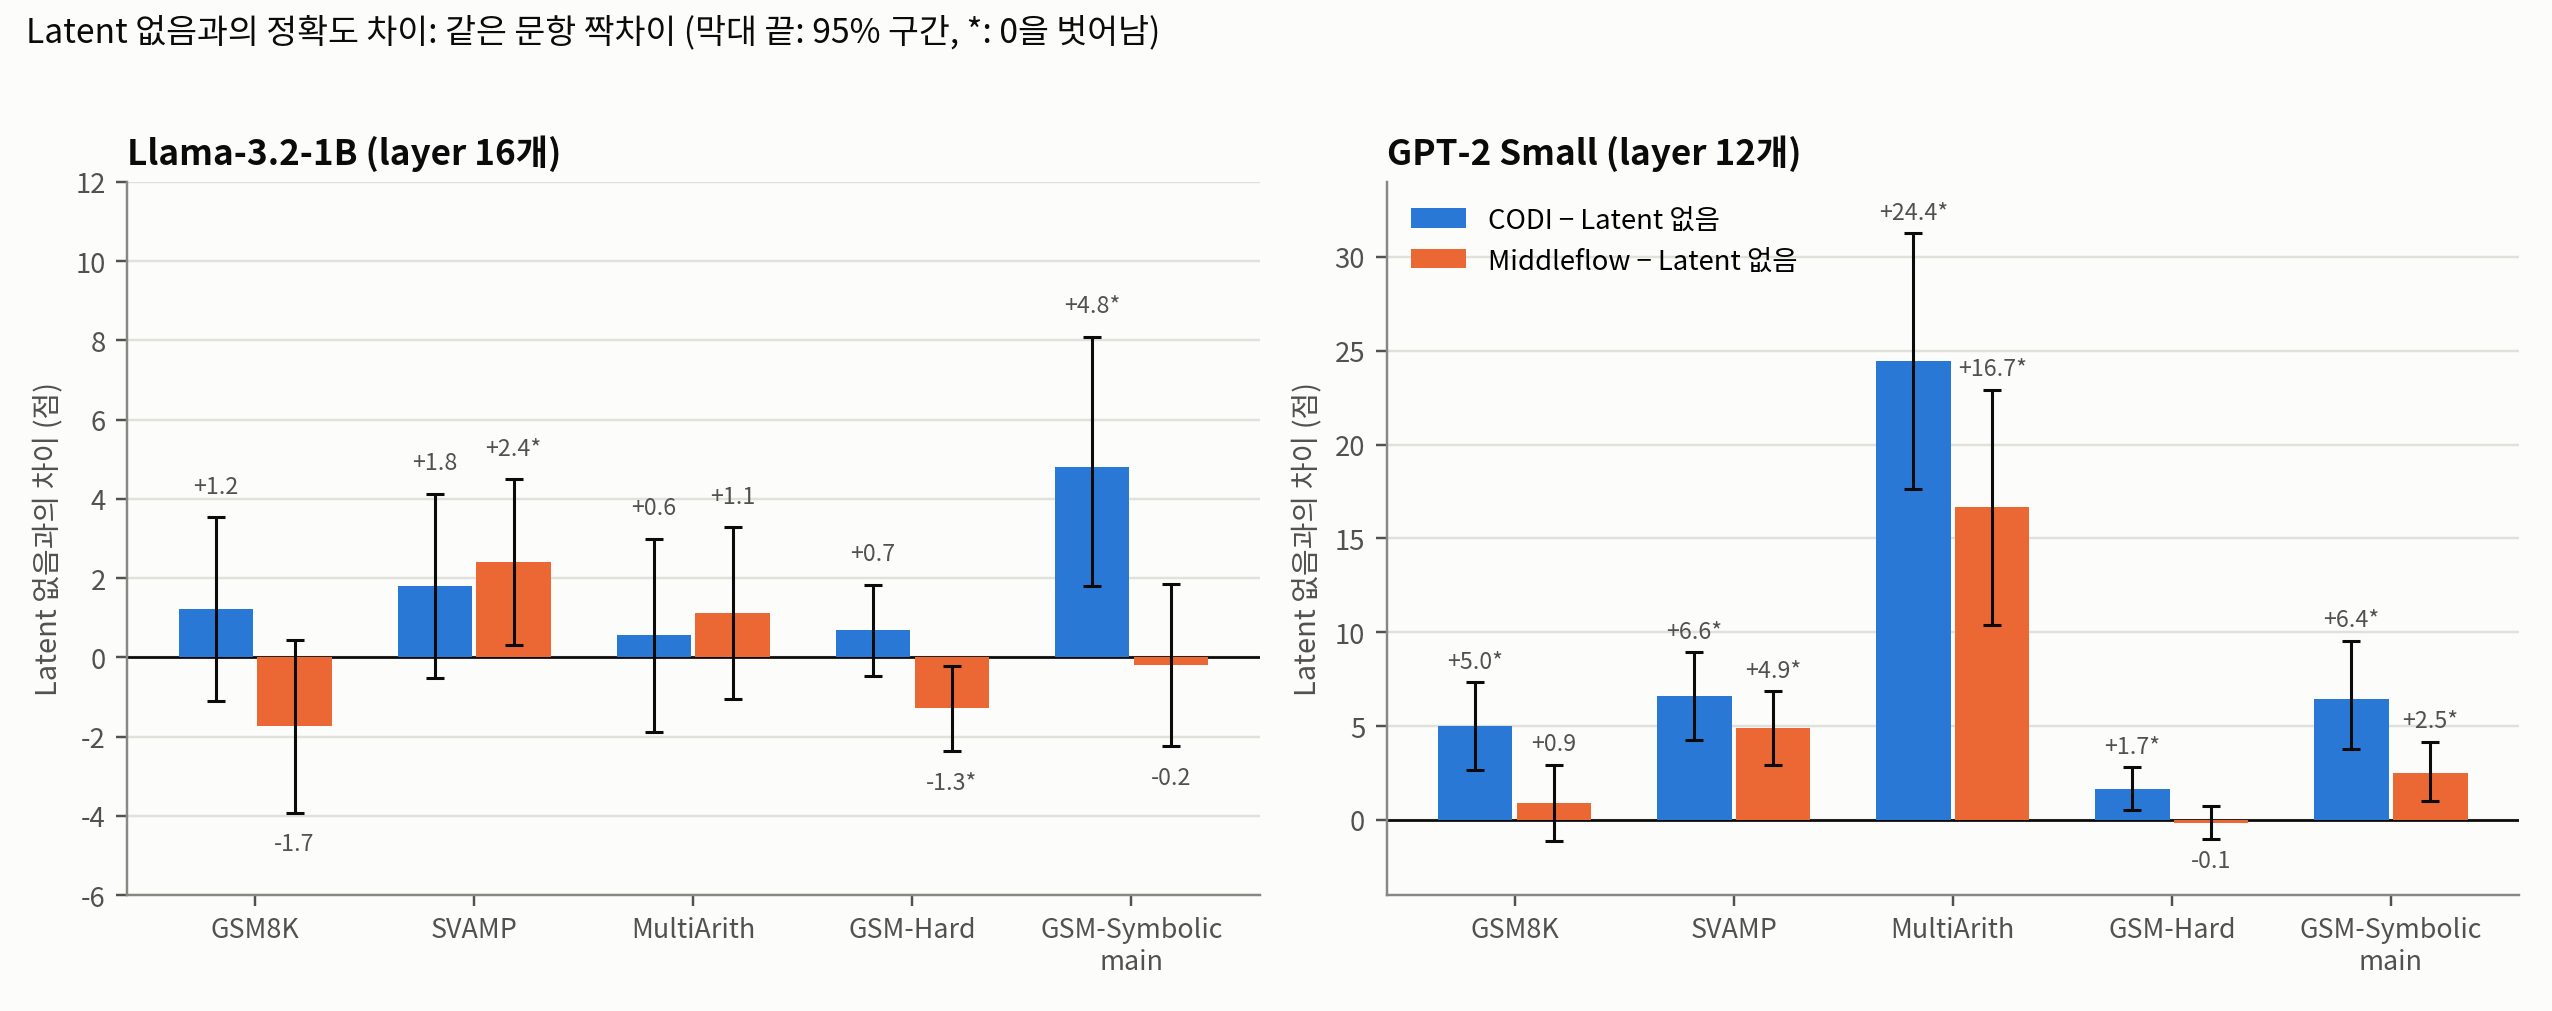 Latent 없음과의 정확도 차이: 같은 문항 짝차이 (막대 끝: 95% 구간, *: 0을 벗어남)
Llama-3.2-1B (layer 16개)
Latent 없음과의 차이 (점)
12
10
8
6
4
2
0
-2
-4
-6
+1.2
-1.7
+1.8
+2.4*
+0.6
+1.1
+0.7
-1.3*
+4.8*
-0.2
GSM8K
SVAMP
MultiArith
GSM-Hard
GSM-Symbolic
main
GPT-2 Small (layer 12개)
CODI − Latent 없음
Middleflow − Latent 없음
Latent 없음과의 차이 (점)
30
25
20
15
10
5
0
+5.0*
+0.9
+6.6*
+4.9*
+24.4*
+16.7*
+1.7*
-0.1
+6.4*
+2.5*
GSM8K
SVAMP
MultiArith
GSM-Hard
GSM-Symbolic
main